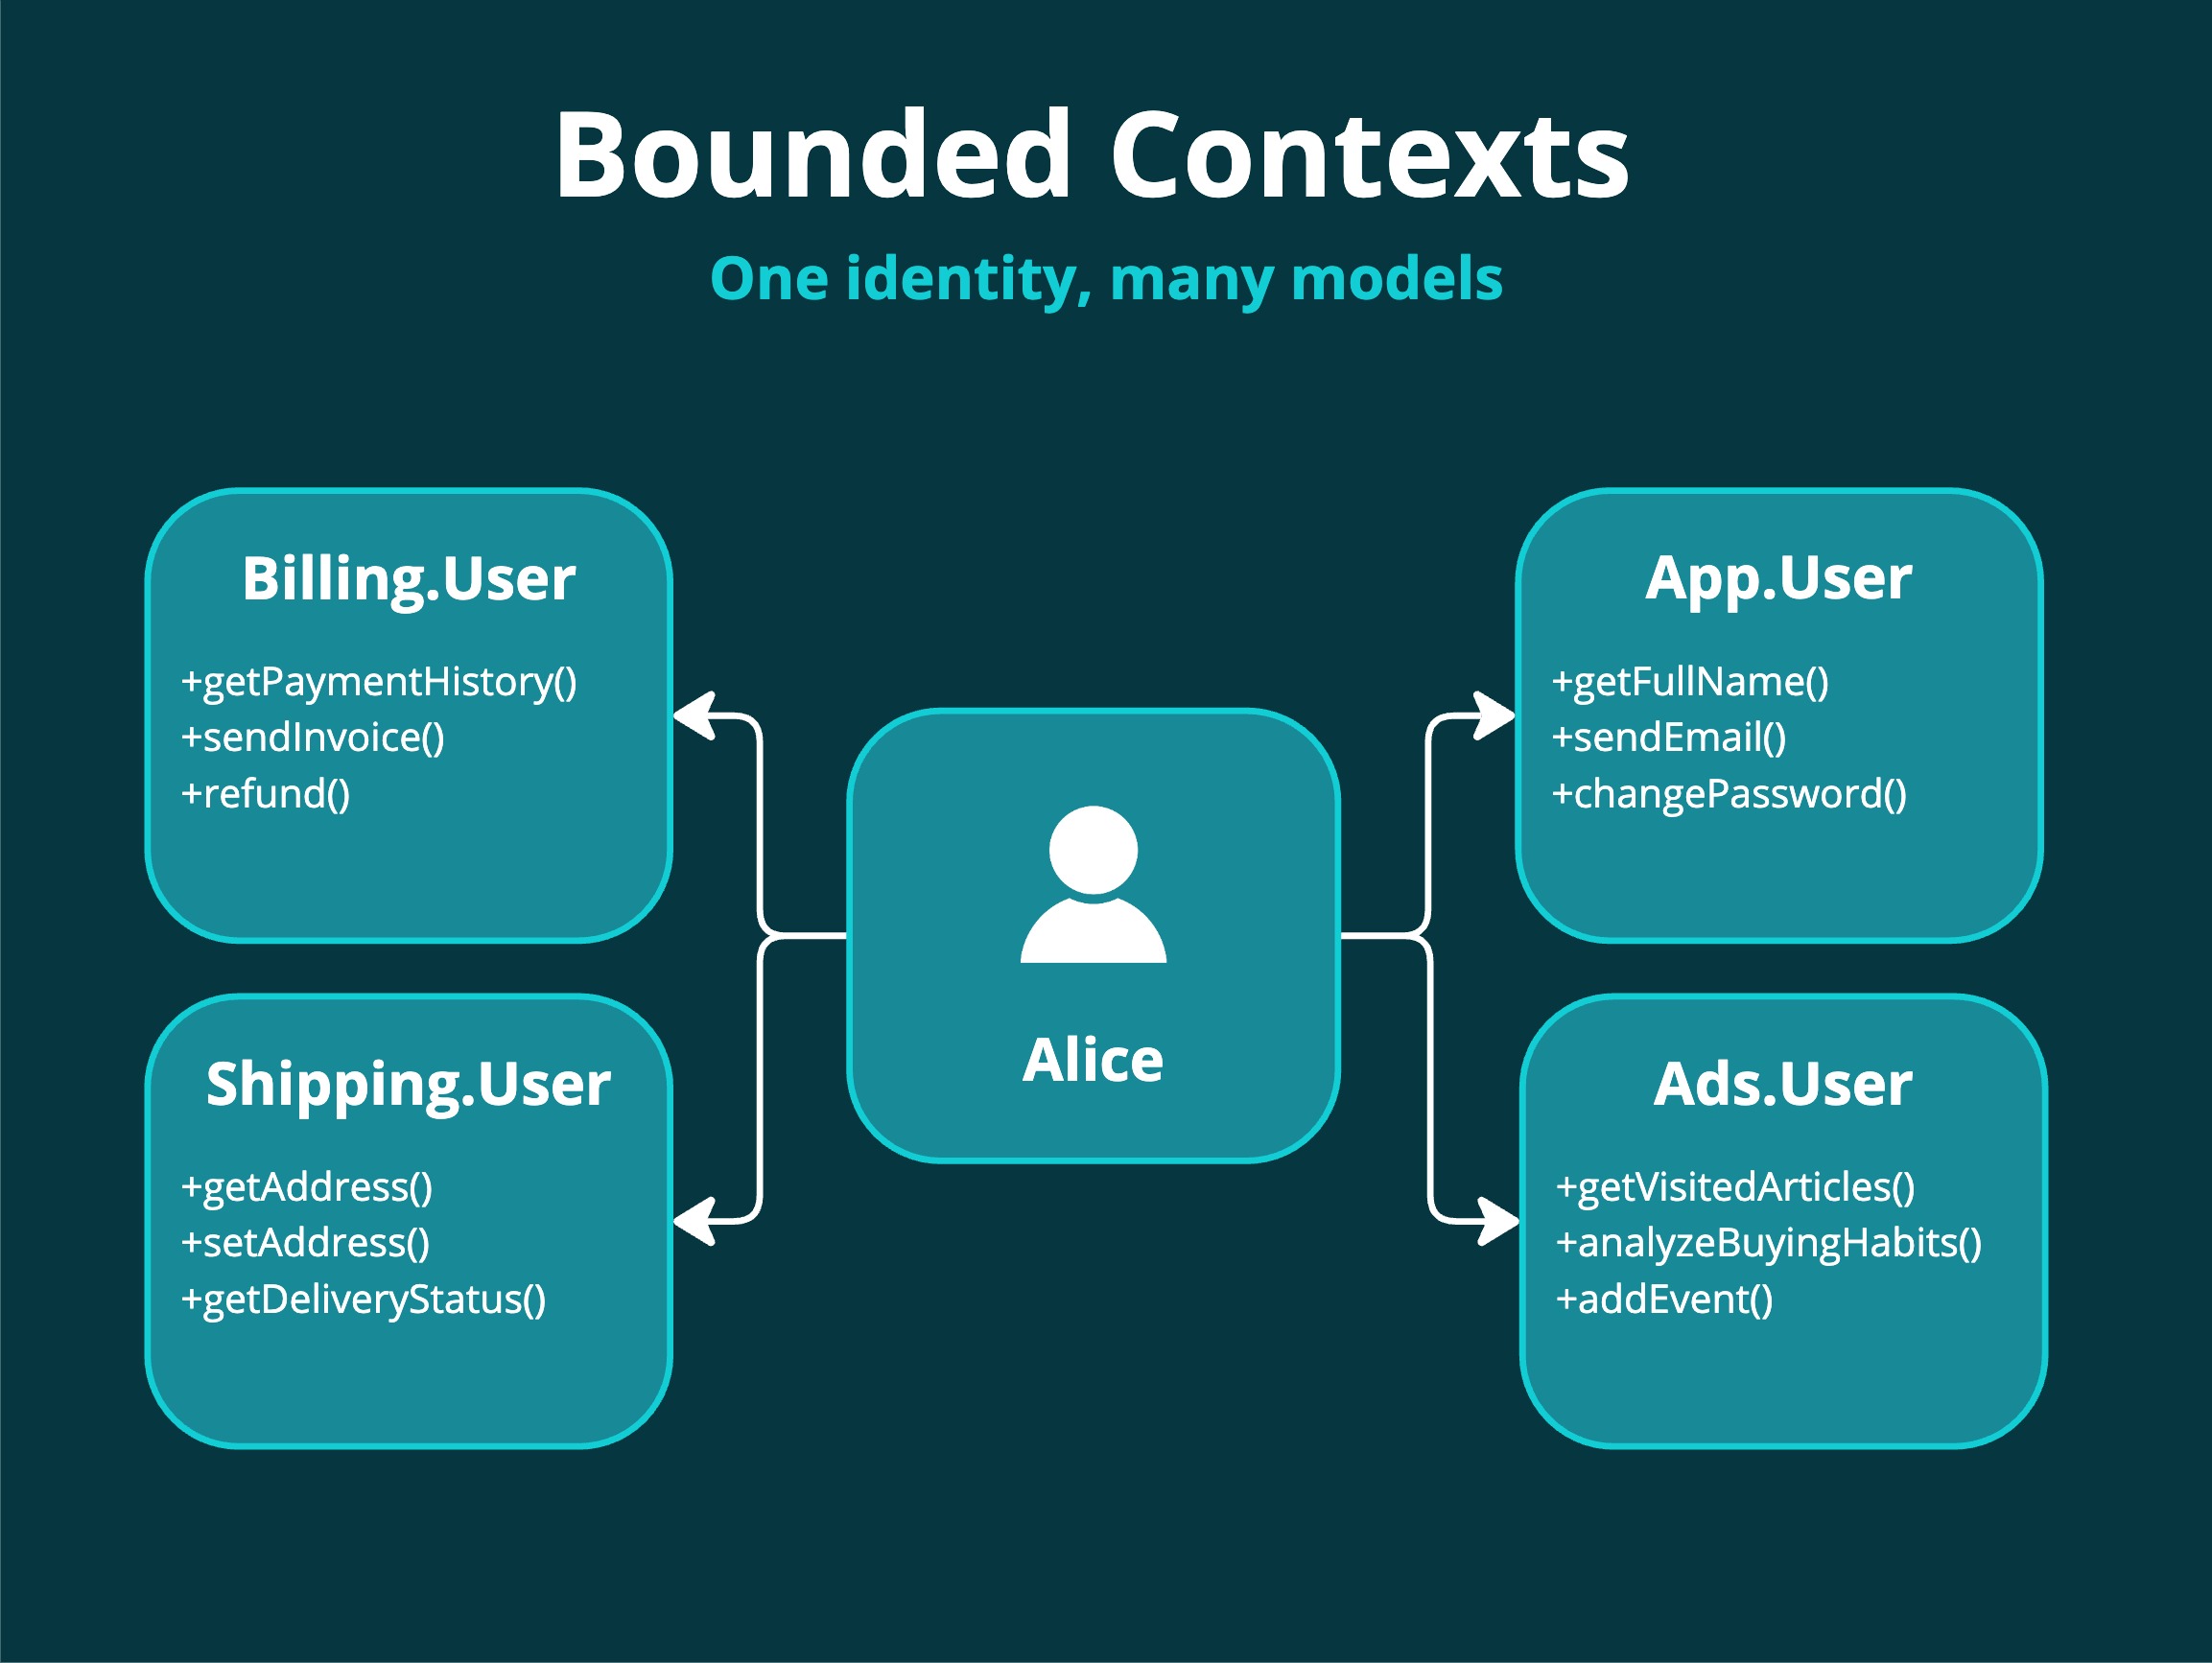 Bounded Contexts
One identity, many models
Billing.User
+getPaymentHistory()
+sendInvoice()
+refund()
App.User
+getFullName()
+sendEmail()
+changePassword()
Alice
Shipping.User
+getAddress()
+setAddress()
+getDeliveryStatus()
Ads.User
+getVisitedArticles()
+analyzeBuyingHabits()
+addEvent()